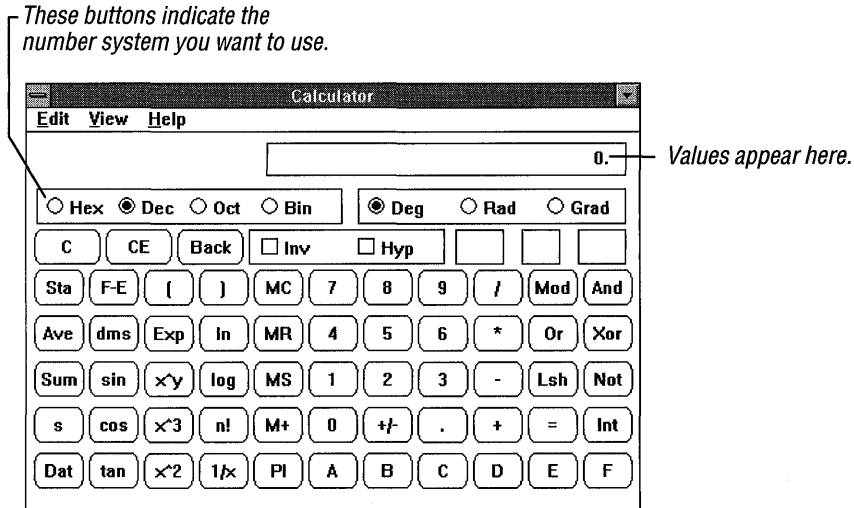 These buttons indicate the
number system you want to use.
Calculator
Edit View Help
0.
Values appear here.
Hex Dec Oct Bin Deg Rad Grad
C CE Back Inv Hyp
Sta F-E ( ) MC 7 8 9 / Mod And
Ave dms Exp ln MR 4 5 6 * Or Xor
Sum sin x^y log MS 1 2 3 - Lsh Not
s cos x^3 n! M+ 0 +/- . + = Int
Dat tan x^2 1/x PI A B C D E F